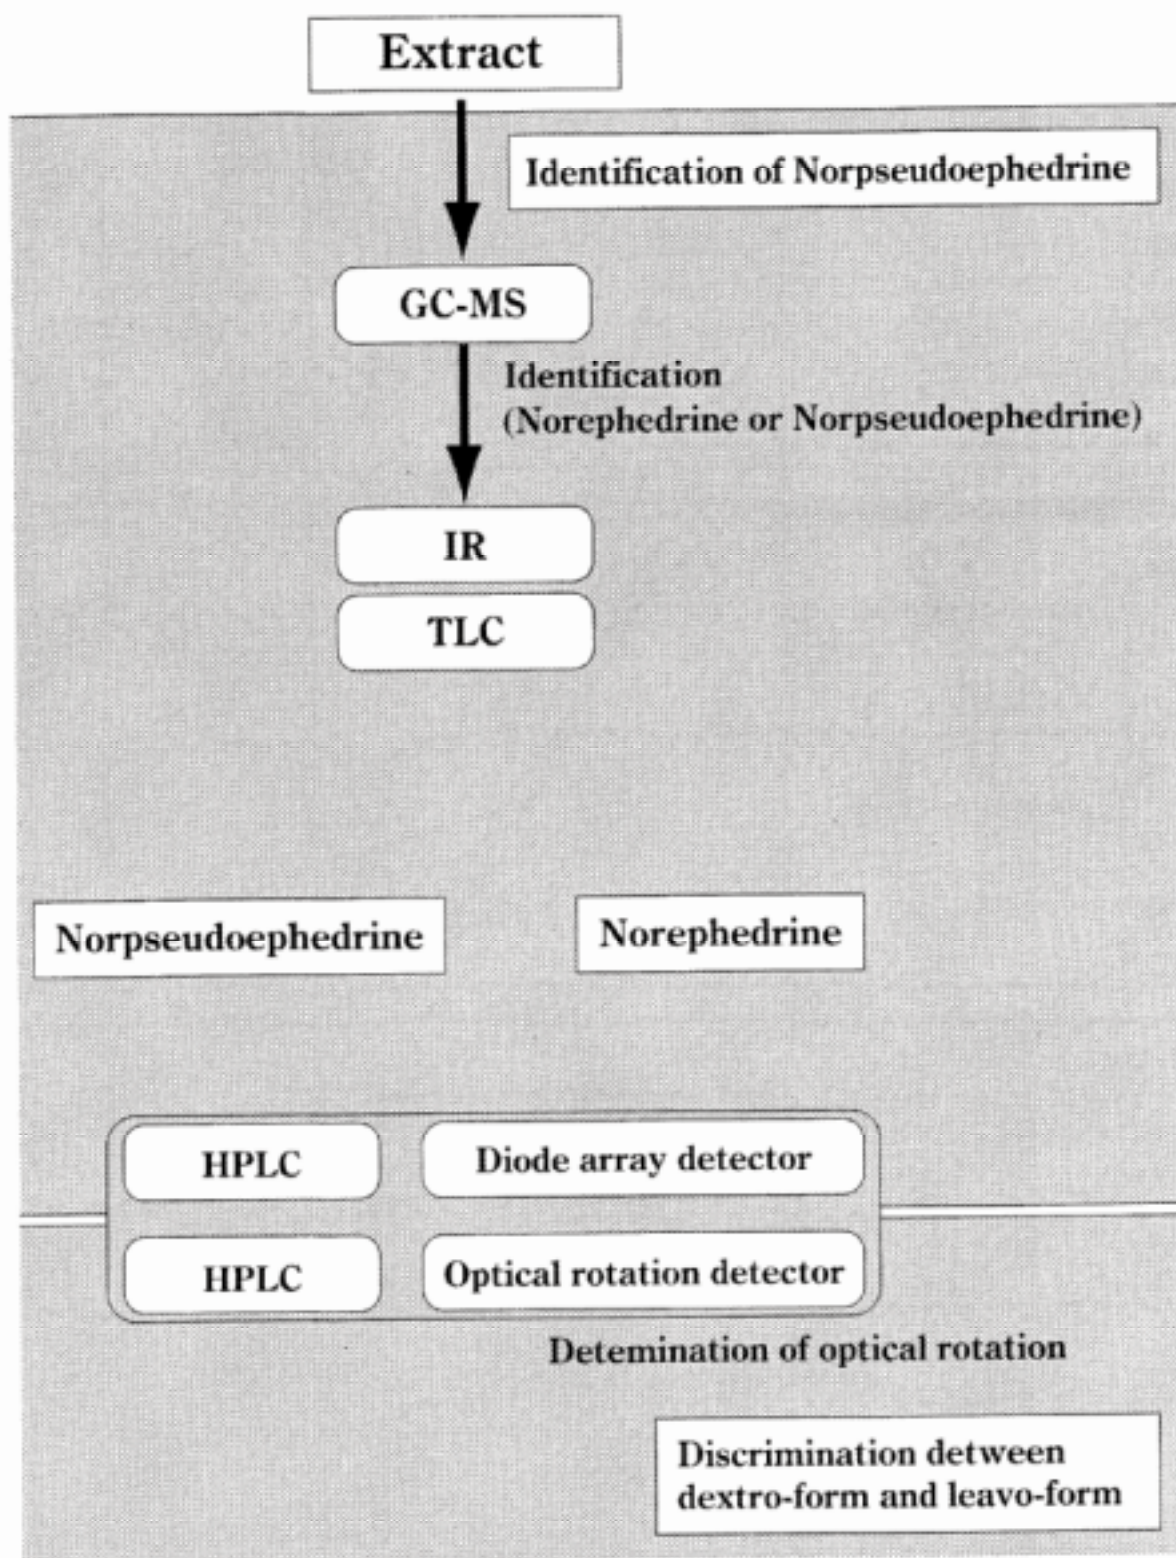 Extract
Identification of Norpseudoephedrine
GC-MS
Identification
(Norephedrine or Norpseudoephedrine)
IR
TLC
Norpseudoephedrine
Norephedrine
HPLC
Diode array detector
HPLC
Optical rotation detector
Detemination of optical rotation
Discrimination detween
dextro-form and leavo-form